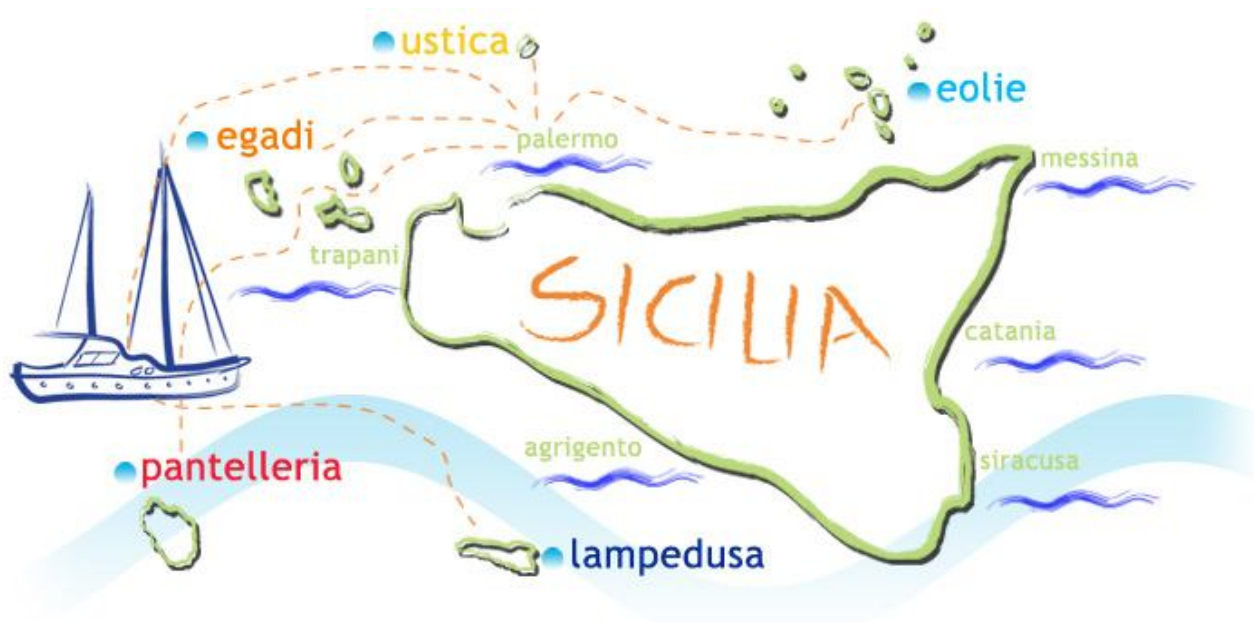 ustica
eolie
egadi
palermo
messina
trapani
SICILIA
catania
agrigento
siracusa
pantelleria
lampedusa